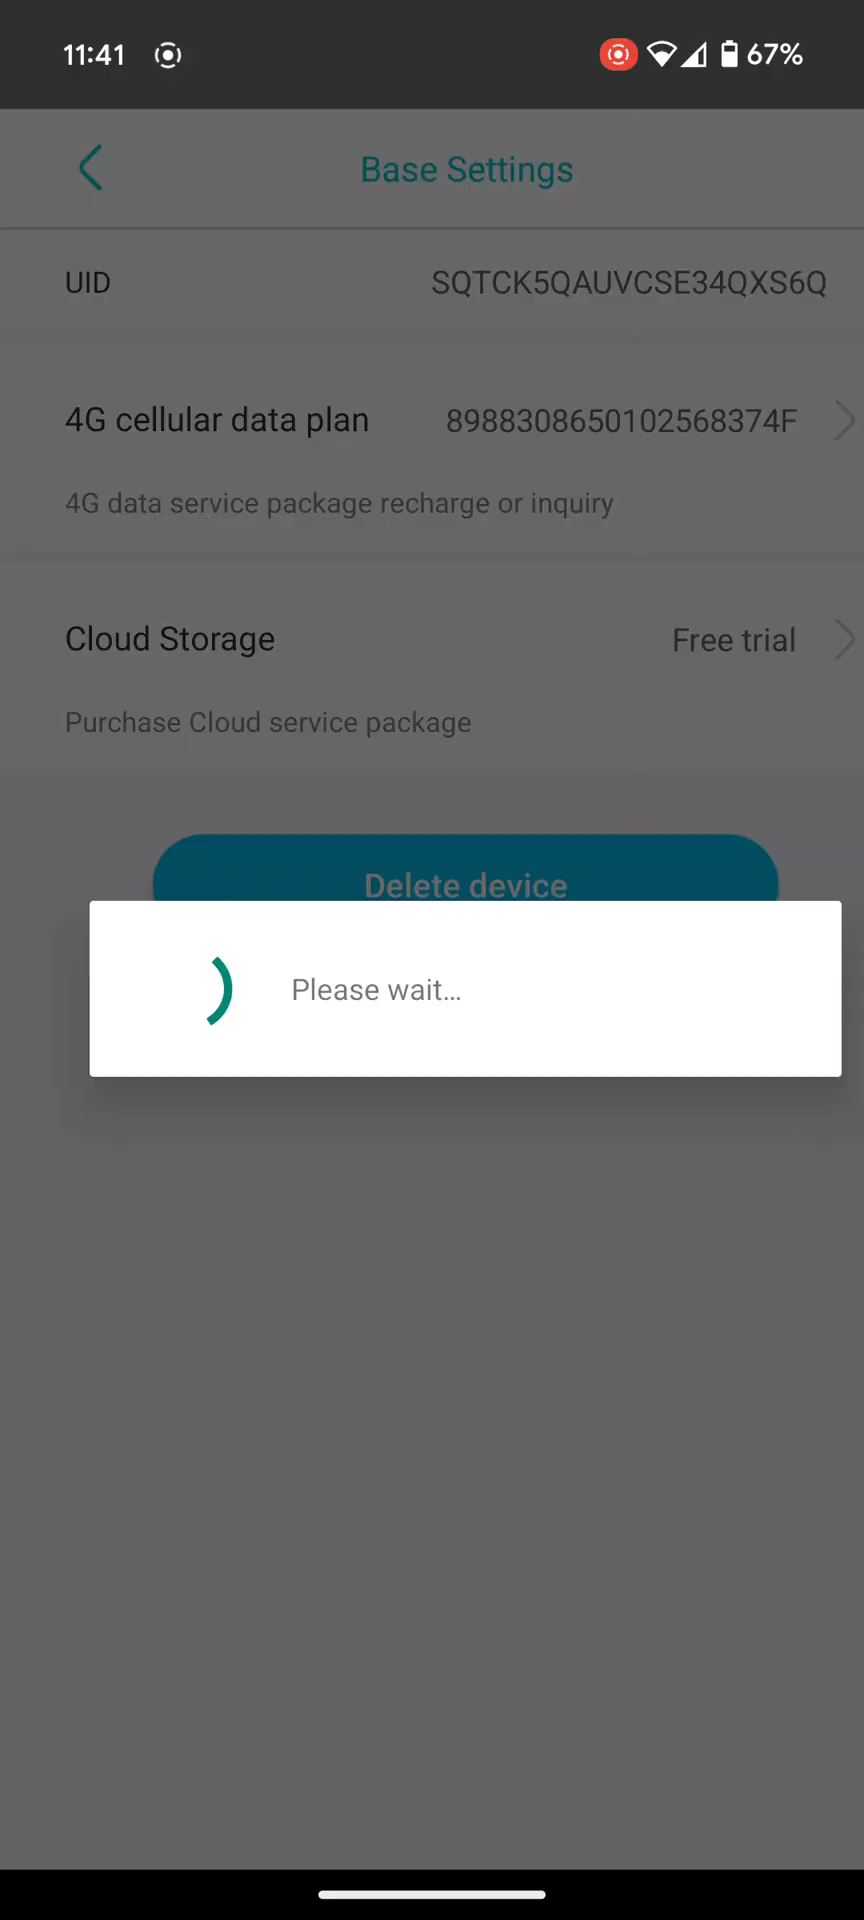 11:41
67%
Base Settings
UID SQTCK5QAUVCSE34QXS6Q
4G cellular data plan 8988308650102568374F
4G data service package recharge or inquiry
Cloud Storage Free trial
Purchase Cloud service package
Delete device
Please wait...